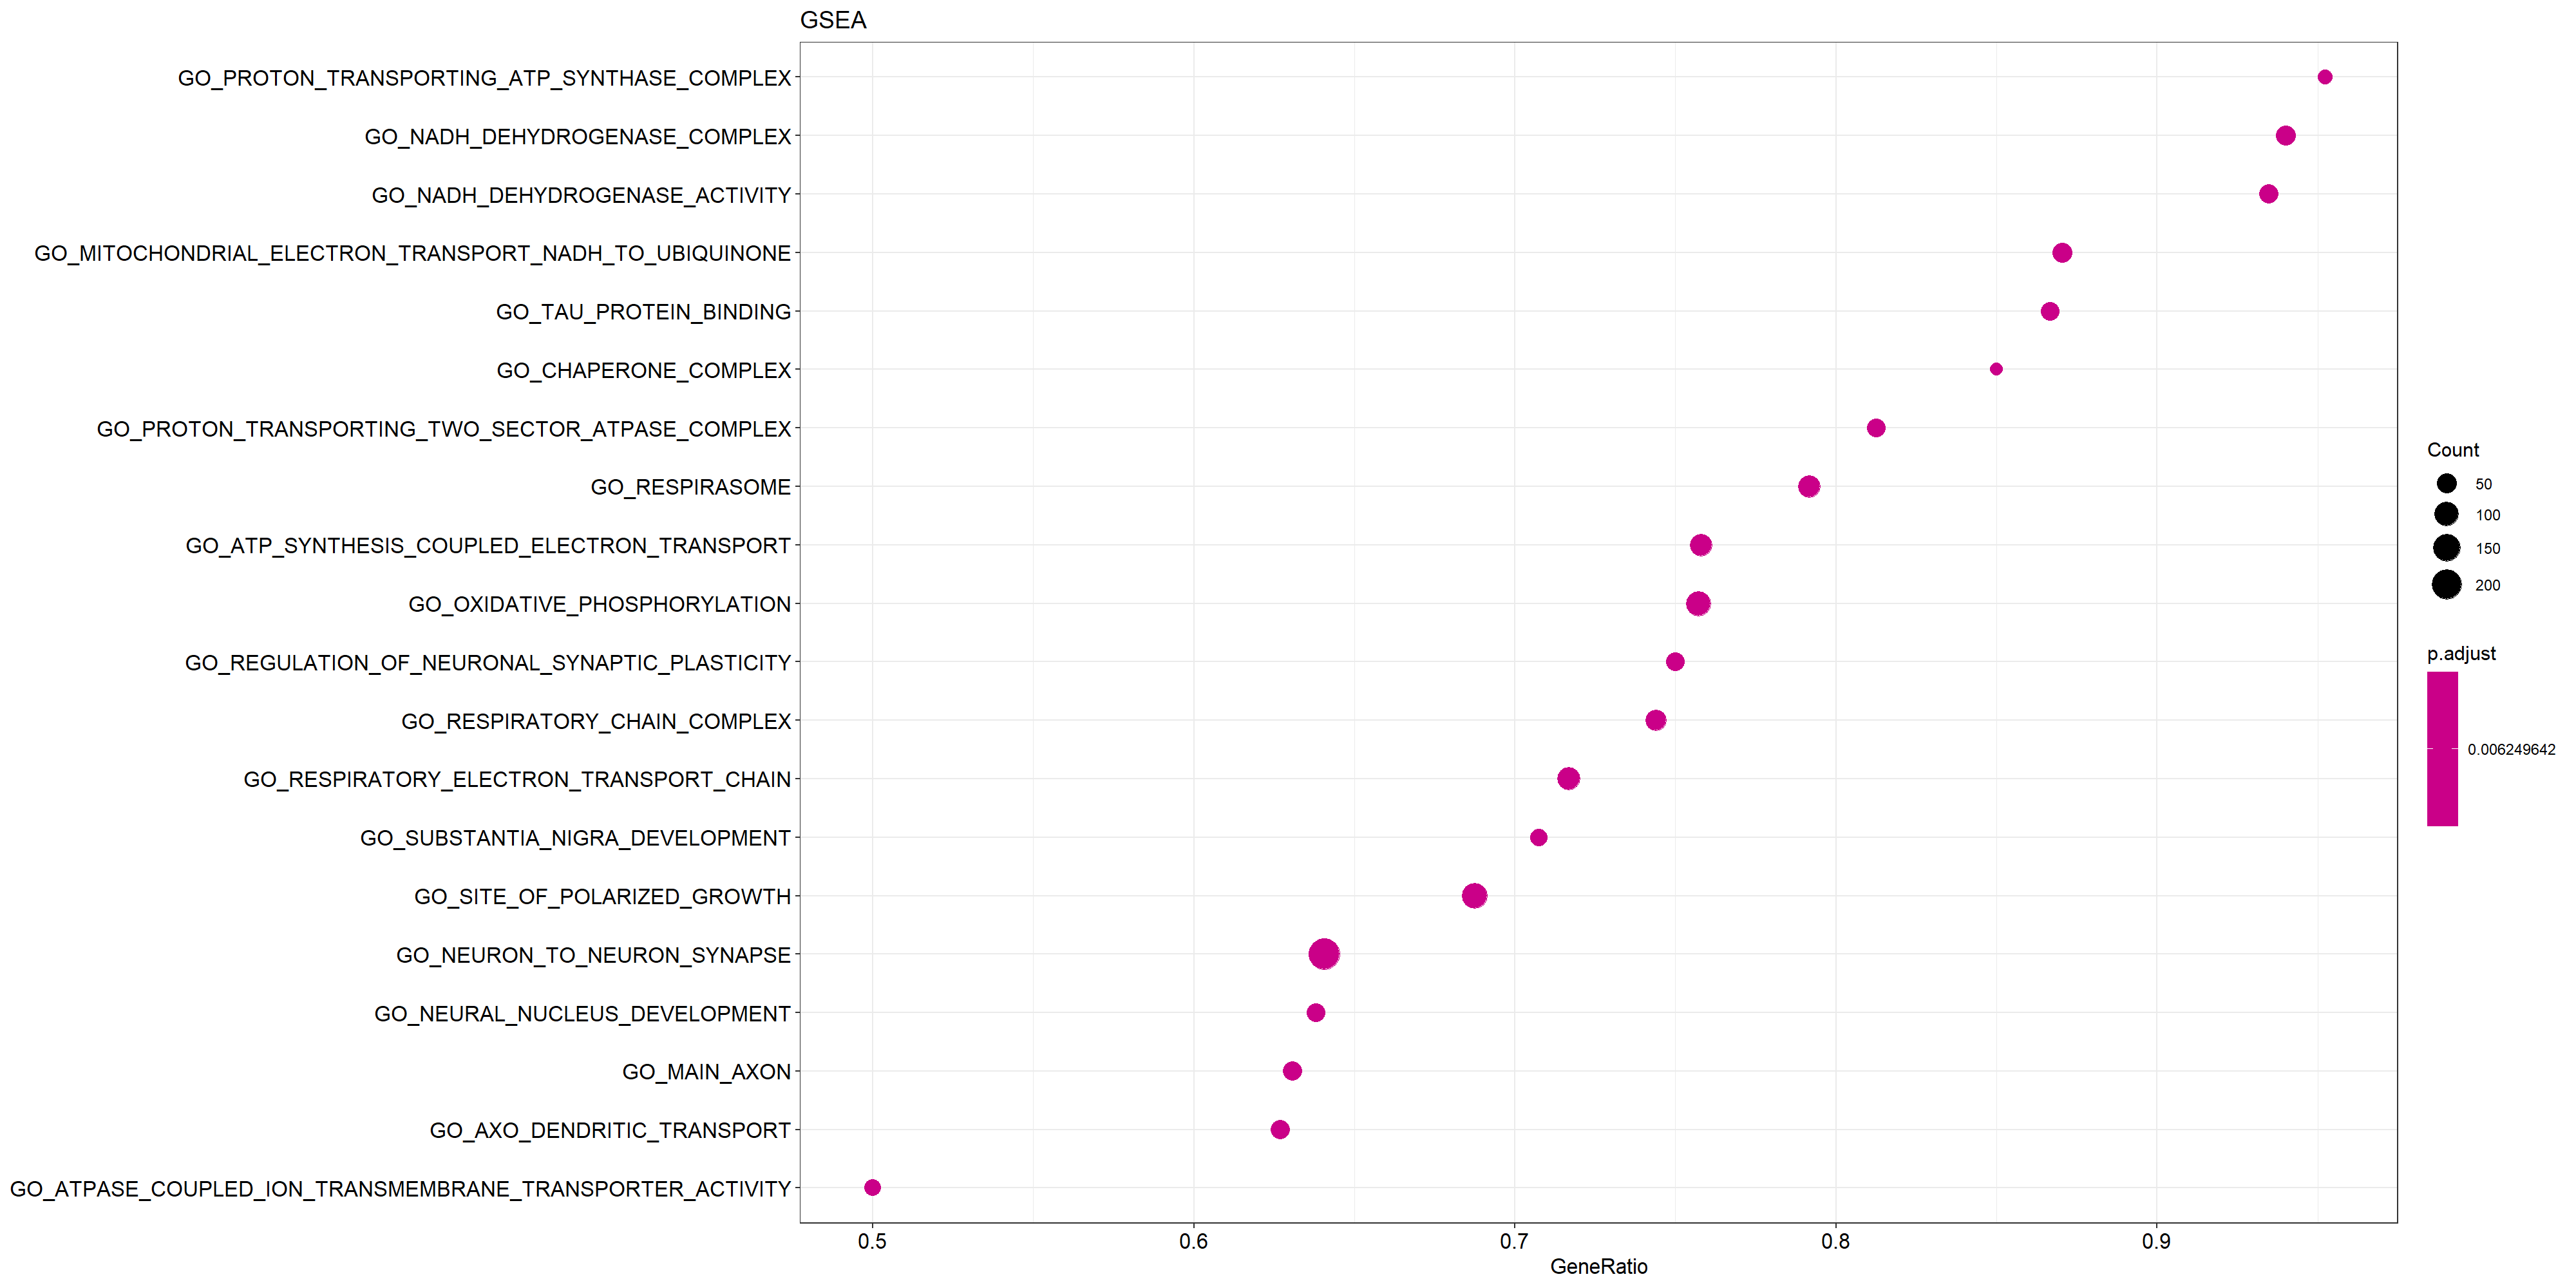 GSEA
GO_PROTON_TRANSPORTING_ATP_SYNTHASE_COMPLEX
GO_NADH_DEHYDROGENASE_COMPLEX
GO_NADH_DEHYDROGENASE_ACTIVITY
GO_MITOCHONDRIAL_ELECTRON_TRANSPORT_NADH_TO_UBIQUINONE
GO_TAU_PROTEIN_BINDING
GO_CHAPERONE_COMPLEX
GO_PROTON_TRANSPORTING_TWO_SECTOR_ATPASE_COMPLEX
GO_RESPIRASOME
GO_ATP_SYNTHESIS_COUPLED_ELECTRON_TRANSPORT
GO_OXIDATIVE_PHOSPHORYLATION
GO_REGULATION_OF_NEURONAL_SYNAPTIC_PLASTICITY
GO_RESPIRATORY_CHAIN_COMPLEX
GO_RESPIRATORY_ELECTRON_TRANSPORT_CHAIN
GO_SUBSTANTIA_NIGRA_DEVELOPMENT
GO_SITE_OF_POLARIZED_GROWTH
GO_NEURON_TO_NEURON_SYNAPSE
GO_NEURAL_NUCLEUS_DEVELOPMENT
GO_MAIN_AXON
GO_AXO_DENDRITIC_TRANSPORT
GO_ATPASE_COUPLED_ION_TRANSMEMBRANE_TRANSPORTER_ACTIVITY
0.5 0.6 0.7 0.8 0.9
GeneRatio
Count
50
100
150
200
p.adjust
0.006249642